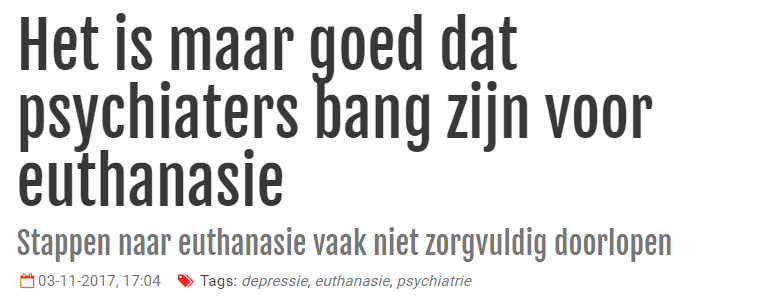 Het is maar goed dat
psychiaters bang zijn voor
euthanasie
Stappen naar euthanasie vaak niet zorgvuldig doorlopen
03-11-2017, 17:04 Tags: depressie, euthanasie, psychiatrie